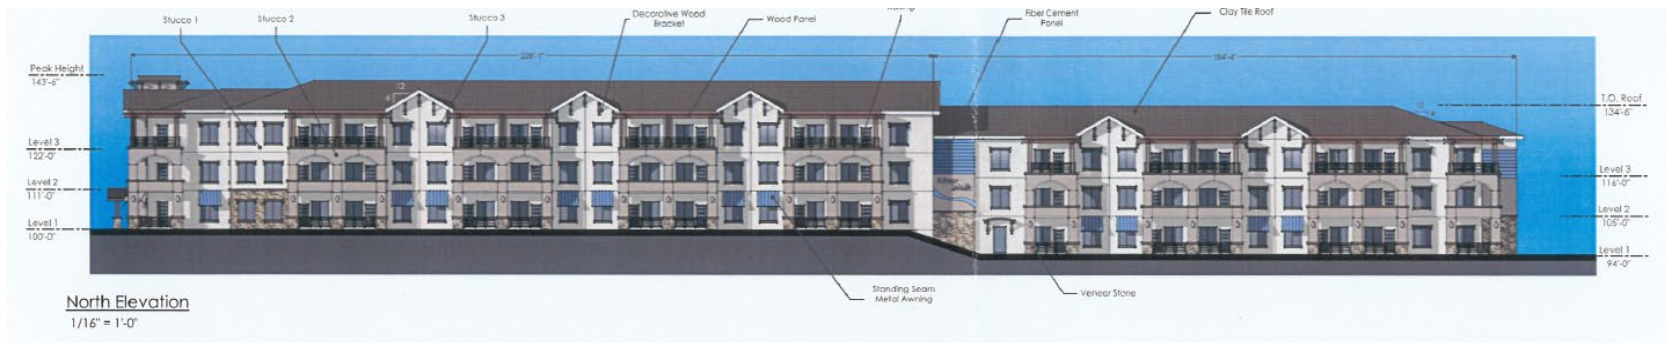 Stucco 1
Stucco 2
Stucco 3
Decorative Wood
Bracket
Wood Panel
Fiber Cement
Panel
Clay Tile Roof
Peak Height
143'-6"
12
T.O. Roof
134'-6"
Level 3
122'-0"
Level 2
111'-0"
Level 1
100'-0"
Level 3
116'-0"
Level 2
105'-0"
Level 1
94'-0"
Standing Seam
Metal Awning
Veneer Stone
North Elevation
1/16" = 1'-0"